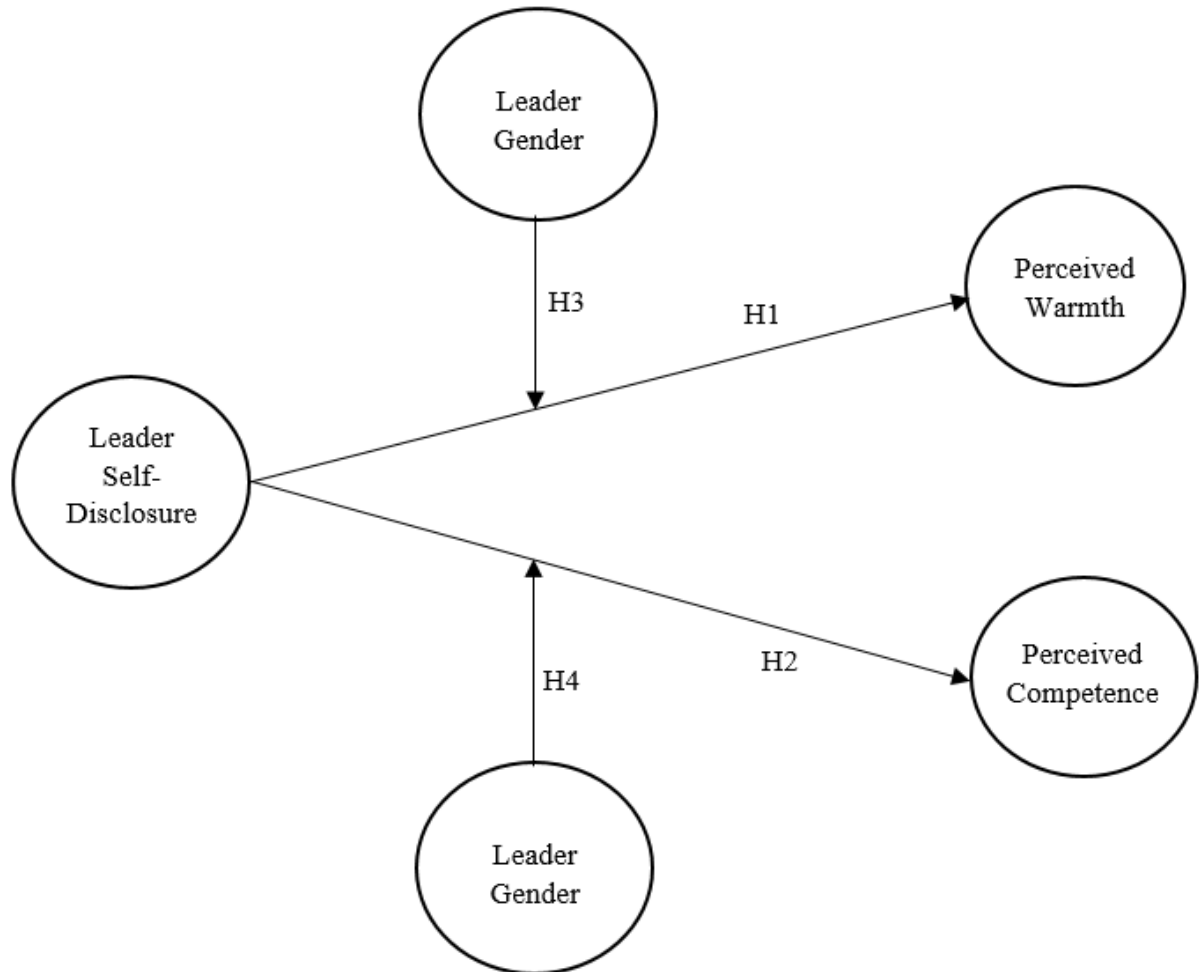 Leader
Gender
H3
H1
Perceived
Warmth
Leader
Self-
Disclosure
H4
H2
Perceived
Competence
Leader
Gender